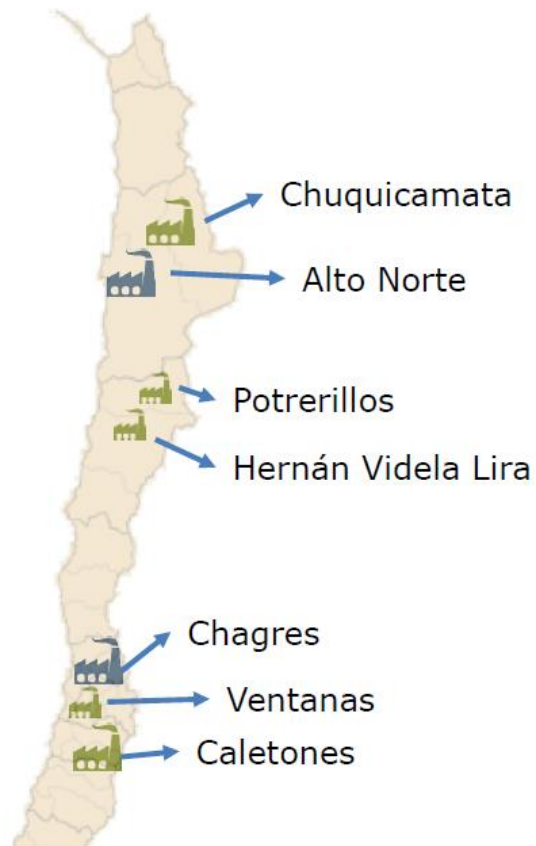 Chuquicamata
Alto Norte
Potrerillos
Hernán Videla Lira
Chagres
Ventanas
Caletones